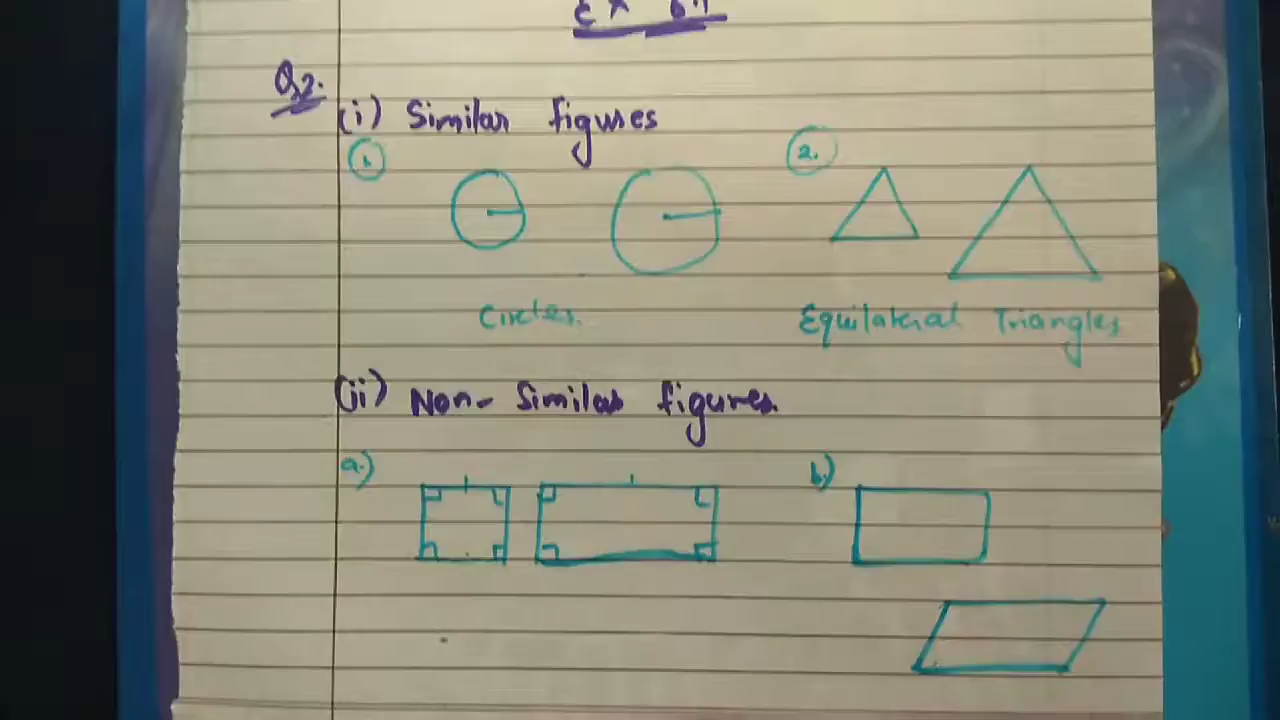 Q2.
(i) Similar figures
1.
2.
Circles.
Equilateral Triangles
(ii) Non- Similar figures.
a.)
b.)